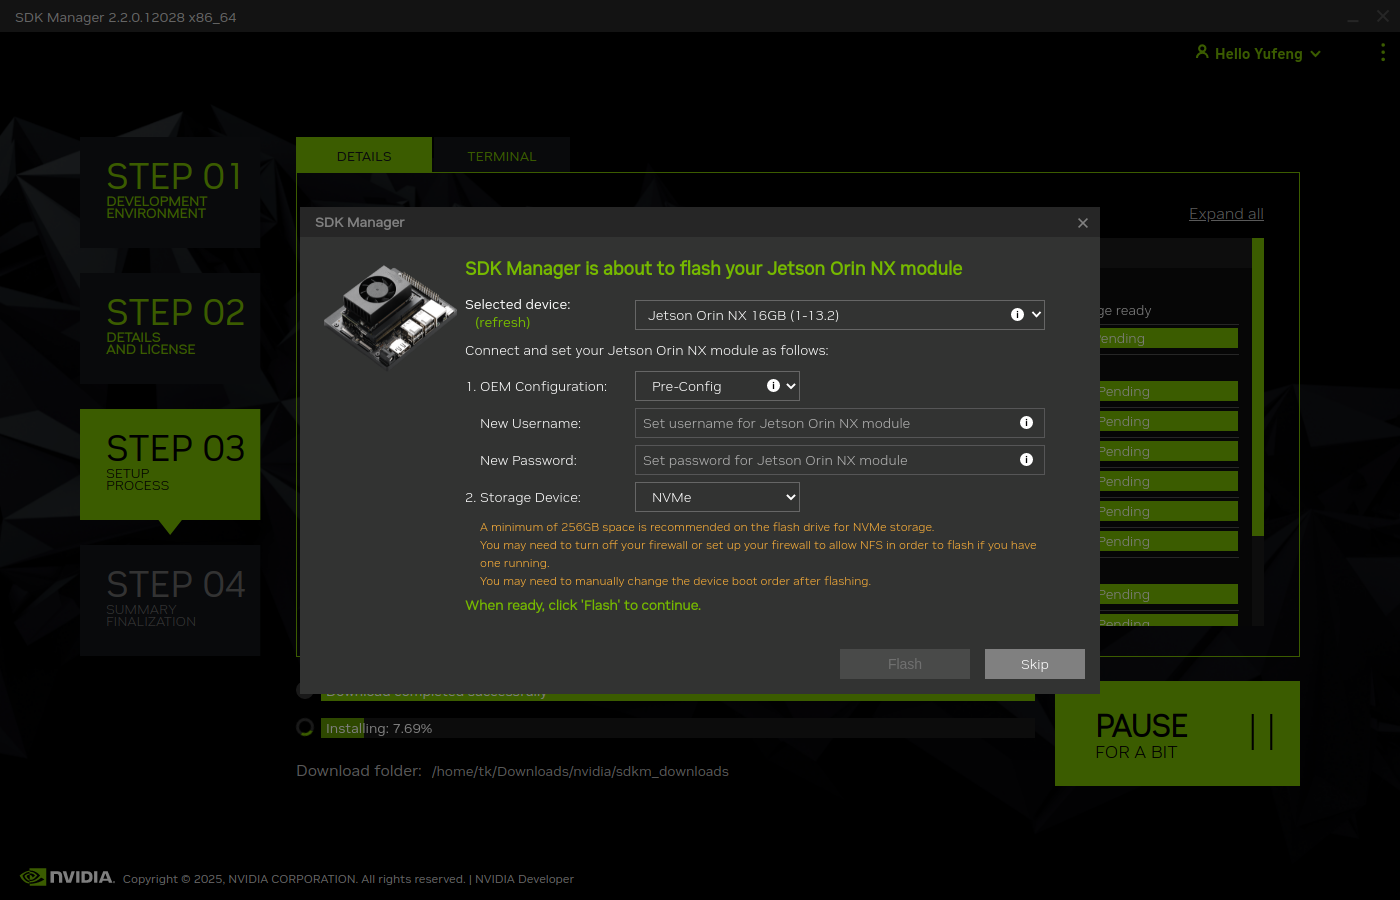 SDK Manager 2.2.0.12028 x86_64
Hello Yufeng
STEP 01
DEVELOPMENT
ENVIRONMENT
STEP 02
DETAILS
AND LICENSE
STEP 03
SETUP
PROCESS
STEP 04
SUMMARY
FINALIZATION
DETAILS
TERMINAL
Expand all
SDK Manager
SDK Manager is about to flash your Jetson Orin NX module
Selected device:
(refresh)
Jetson Orin NX 16GB (1-13.2)
Connect and set your Jetson Orin NX module as follows:
1. OEM Configuration:
Pre-Config
New Username:
Set username for Jetson Orin NX module
New Password:
Set password for Jetson Orin NX module
2. Storage Device:
NVMe
A minimum of 256GB space is recommended on the flash drive for NVMe storage.
You may need to turn off your firewall or set up your firewall to allow NFS in order to flash if you have
one running.
You may need to manually change the device boot order after flashing.
When ready, click 'Flash' to continue.
Flash
Skip
ready
Pending
Pending
Pending
Pending
Pending
Pending
Pending
Pending
Pending
Download completed successfully
Installing: 7.69%
Download folder: /home/tk/Downloads/nvidia/sdkm_downloads
PAUSE
FOR A BIT
NVIDIA. Copyright © 2025, NVIDIA CORPORATION. All rights reserved. | NVIDIA Developer